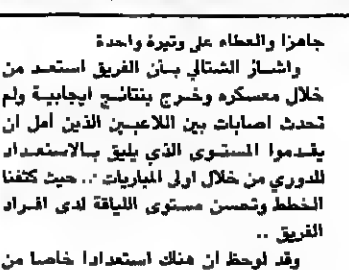 جاهزا والعطاء على وتيرة واحدة
واشار الشتالي بان الفريق استعد من
خلال معسكره وخرج بنتائج ايجابية ولم
تحدث اصابات بين اللاعبين الذين أمل ان
يقدموا المستوى الذي يليق بالاستعداد
للدوري من خلال اولى المباريات .. حيث كثفنا
الخطط وتحسن مستوى اللياقة لدى افراد
الفريق ..
وقد لوحظ ان هنالك استعدادا خاصا من